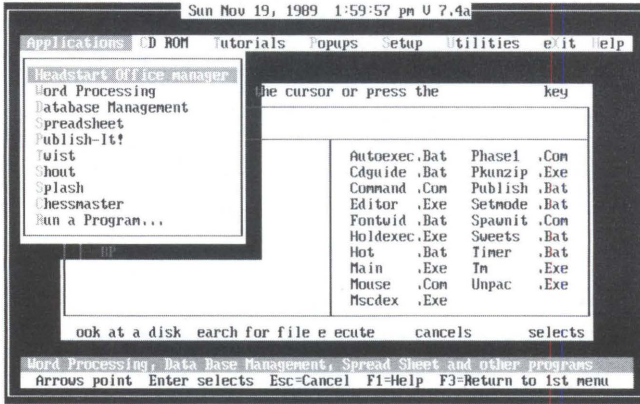 Sun Nov 19, 1989 1:59:57 pm V 7.4a
Applications CD ROM Tutorials Popups Setup Utilities eXit Help
Headstart Office manager
Word Processing
Database Management
Spreadsheet
Publish-It!
Twist
Shout
Splash
Chessmaster
Run a Program...
he cursor or press the key
UP
Autoexec.Bat Phase1 .Com
Cdguide .Bat Pkunzip .Exe
Command .Com Publish .Bat
Editor .Exe Setmode .Bat
Fontwid .Bat Spawnit .Com
Holdexec.Exe Sweets .Bat
Hot .Bat Timer .Bat
Main .Exe Tm .Exe
Mouse .Com Unpac .Exe
Mscdex .Exe
ook at a disk earch for file e ecute cancels selects
Word Processing, Data Base Management, Spread Sheet and other programs
Arrows point Enter selects Esc=Cancel F1=Help F3=Return to 1st menu